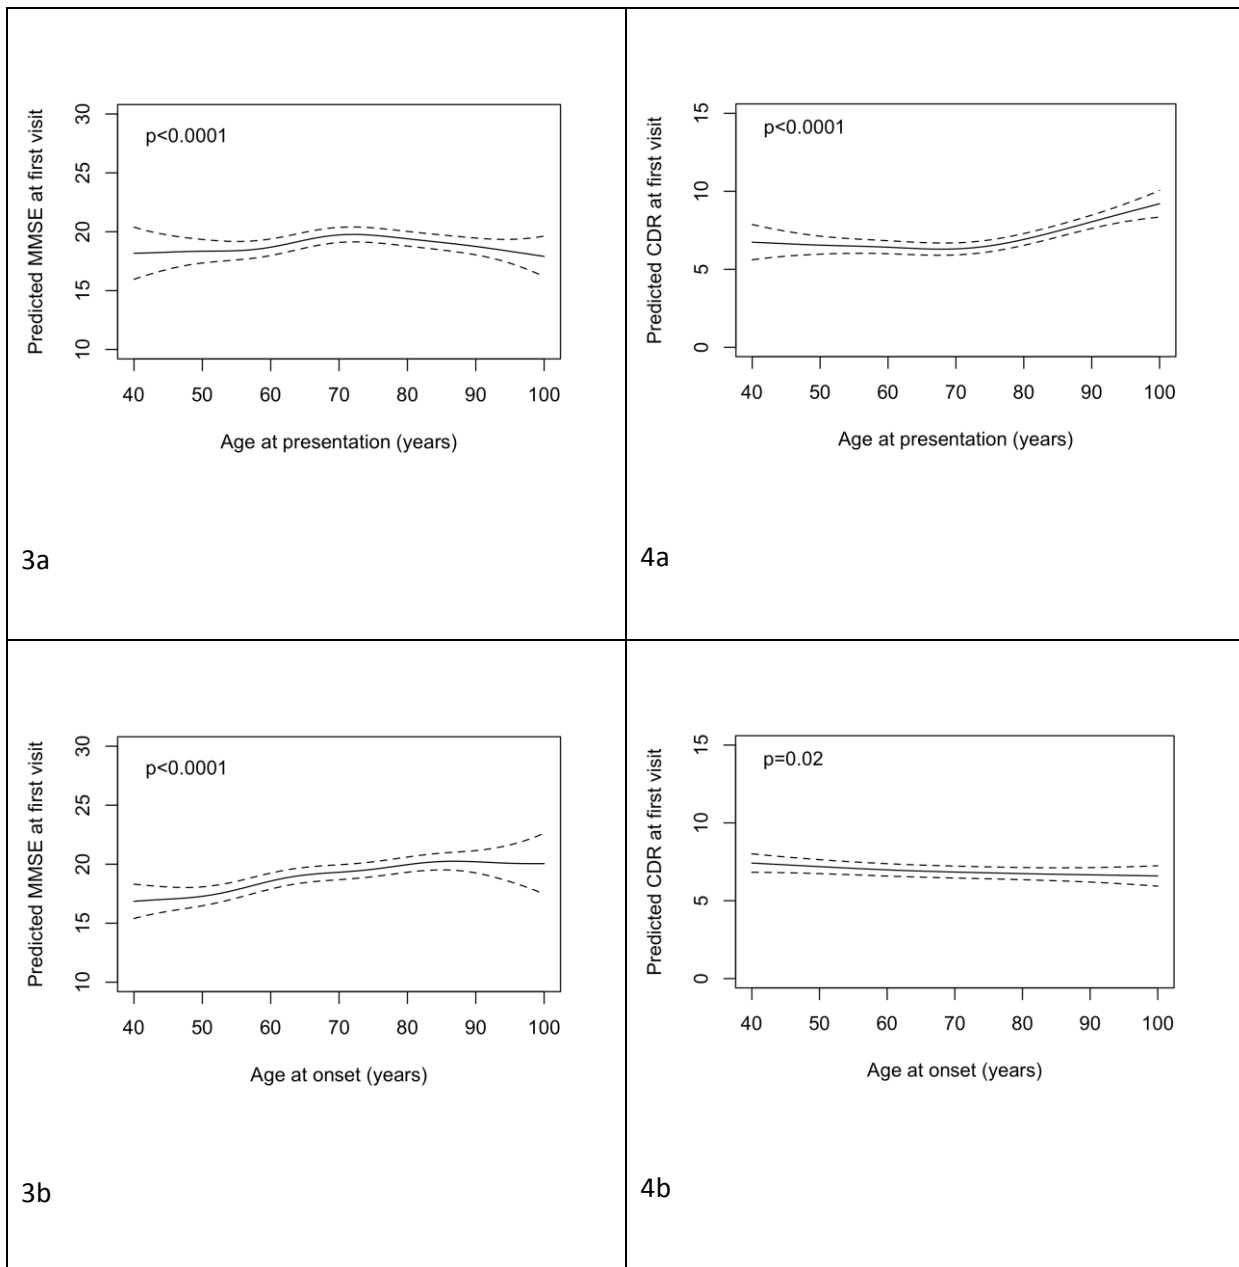 Predicted MMSE at first visit
30
25
20
15
10
p<0.0001
40 50 60 70 80 90 100
Age at presentation (years)
3a
Predicted CDR at first visit
15
10
5
0
p<0.0001
40 50 60 70 80 90 100
Age at presentation (years)
4a
Predicted MMSE at first visit
30
25
20
15
10
p<0.0001
40 50 60 70 80 90 100
Age at onset (years)
3b
Predicted CDR at first visit
15
10
5
0
p=0.02
40 50 60 70 80 90 100
Age at onset (years)
4b